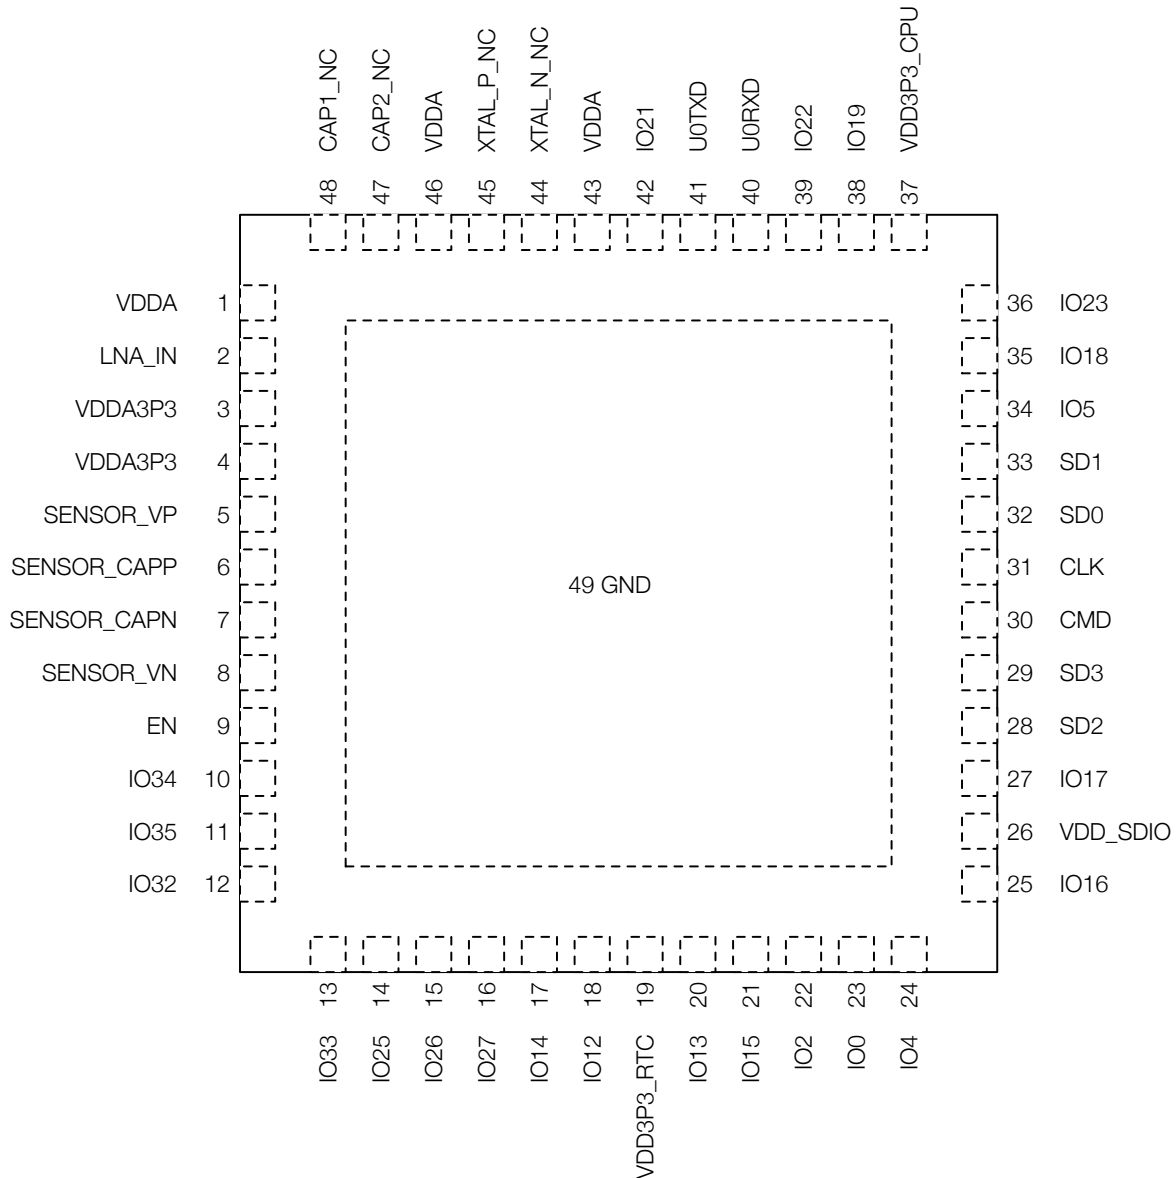 CAP1_NC
CAP2_NC
VDDA
XTAL_P_NC
XTAL_N_NC
VDDA
IO21
U0TXD
U0RXD
IO22
IO19
VDD3P3_CPU
48
47
46
45
44
43
42
41
40
39
38
37
VDDA 1
LNA_IN 2
VDDA3P3 3
VDDA3P3 4
SENSOR_VP 5
SENSOR_CAPP 6
SENSOR_CAPN 7
SENSOR_VN 8
EN 9
IO34 10
IO35 11
IO32 12
49 GND
36 IO23
35 IO18
34 IO5
33 SD1
32 SD0
31 CLK
30 CMD
29 SD3
28 SD2
27 IO17
26 VDD_SDIO
25 IO16
13
14
15
16
17
18
19
20
21
22
23
24
IO33
IO25
IO26
IO27
IO14
IO12
VDD3P3_RTC
IO13
IO15
IO2
IO0
IO4